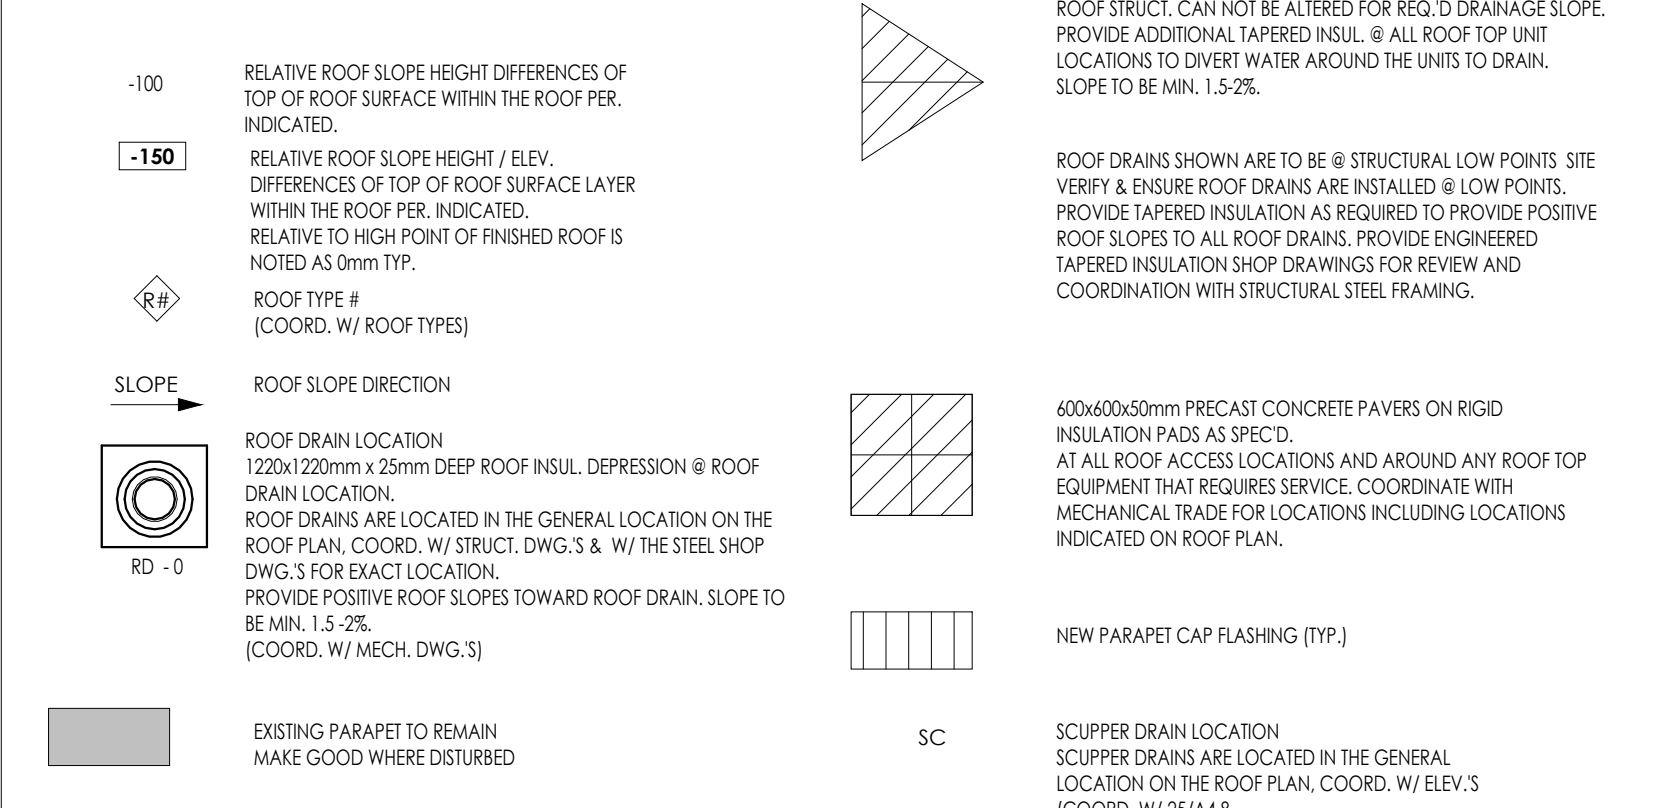 -100
RELATIVE ROOF SLOPE HEIGHT DIFFERENCES OF
TOP OF ROOF SURFACE WITHIN THE ROOF PER.
INDICATED.
-150
RELATIVE ROOF SLOPE HEIGHT / ELEV.
DIFFERENCES OF TOP OF ROOF SURFACE LAYER
WITHIN THE ROOF PER. INDICATED.
RELATIVE TO HIGH POINT OF FINISHED ROOF IS
NOTED AS 0mm TYP.
R#
ROOF TYPE #
(COORD. W/ ROOF TYPES)
SLOPE
ROOF SLOPE DIRECTION
ROOF DRAIN LOCATION
1220x1220mm x 25mm DEEP ROOF INSUL. DEPRESSION @ ROOF
DRAIN LOCATION.
ROOF DRAINS ARE LOCATED IN THE GENERAL LOCATION ON THE
ROOF PLAN, COORD. W/ STRUCT. DWG.'S & W/ THE STEEL SHOP
DWG.'S FOR EXACT LOCATION.
PROVIDE POSITIVE ROOF SLOPES TOWARD ROOF DRAIN. SLOPE TO
BE MIN. 1.5 -2%.
(COORD. W/ MECH. DWG.'S)
RD - 0
EXISTING PARAPET TO REMAIN
MAKE GOOD WHERE DISTURBED
ROOF STRUCT. CAN NOT BE ALTERED FOR REQ.'D DRAINAGE SLOPE.
PROVIDE ADDITIONAL TAPERED INSUL. @ ALL ROOF TOP UNIT
LOCATIONS TO DIVERT WATER AROUND THE UNITS TO DRAIN.
SLOPE TO BE MIN. 1.5-2%.
ROOF DRAINS SHOWN ARE TO BE @ STRUCTURAL LOW POINTS SITE
VERIFY & ENSURE ROOF DRAINS ARE INSTALLED @ LOW POINTS.
PROVIDE TAPERED INSULATION AS REQUIRED TO PROVIDE POSITIVE
ROOF SLOPES TO ALL ROOF DRAINS. PROVIDE ENGINEERED
TAPERED INSULATION SHOP DRAWINGS FOR REVIEW AND
COORDINATION WITH STRUCTURAL STEEL FRAMING.
600x600x50mm PRECAST CONCRETE PAVERS ON RIGID
INSULATION PADS AS SPEC'D.
AT ALL ROOF ACCESS LOCATIONS AND AROUND ANY ROOF TOP
EQUIPMENT THAT REQUIRES SERVICE. COORDINATE WITH
MECHANICAL TRADE FOR LOCATIONS INCLUDING LOCATIONS
INDICATED ON ROOF PLAN.
NEW PARAPET CAP FLASHING (TYP.)
SC
SCUPPER DRAIN LOCATION
SCUPPER DRAINS ARE LOCATED IN THE GENERAL
LOCATION ON THE ROOF PLAN, COORD. W/ ELEV.'S
(COORD. W/